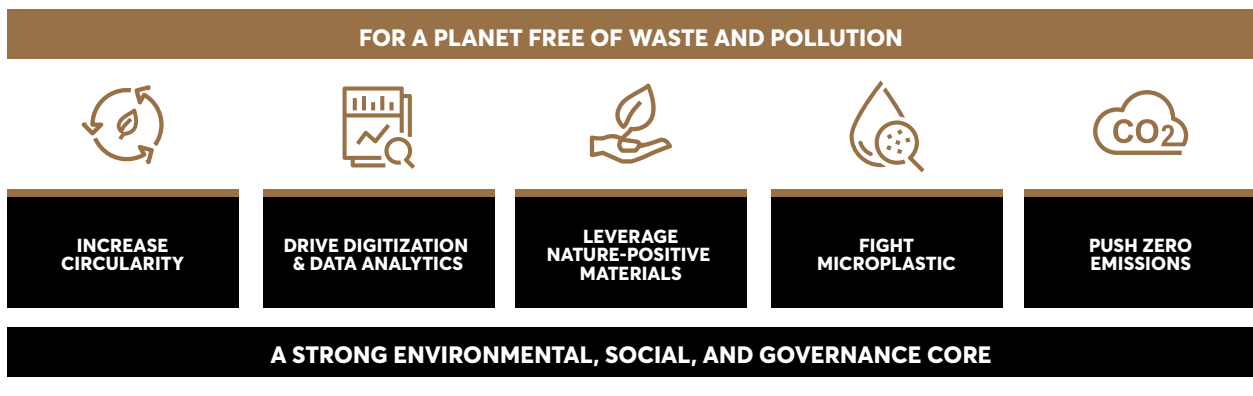 FOR A PLANET FREE OF WASTE AND POLLUTION
CO2
INCREASE
CIRCULARITY
DRIVE DIGITIZATION
& DATA ANALYTICS
LEVERAGE
NATURE-POSITIVE
MATERIALS
FIGHT
MICROPLASTIC
PUSH ZERO
EMISSIONS
A STRONG ENVIRONMENTAL, SOCIAL, AND GOVERNANCE CORE